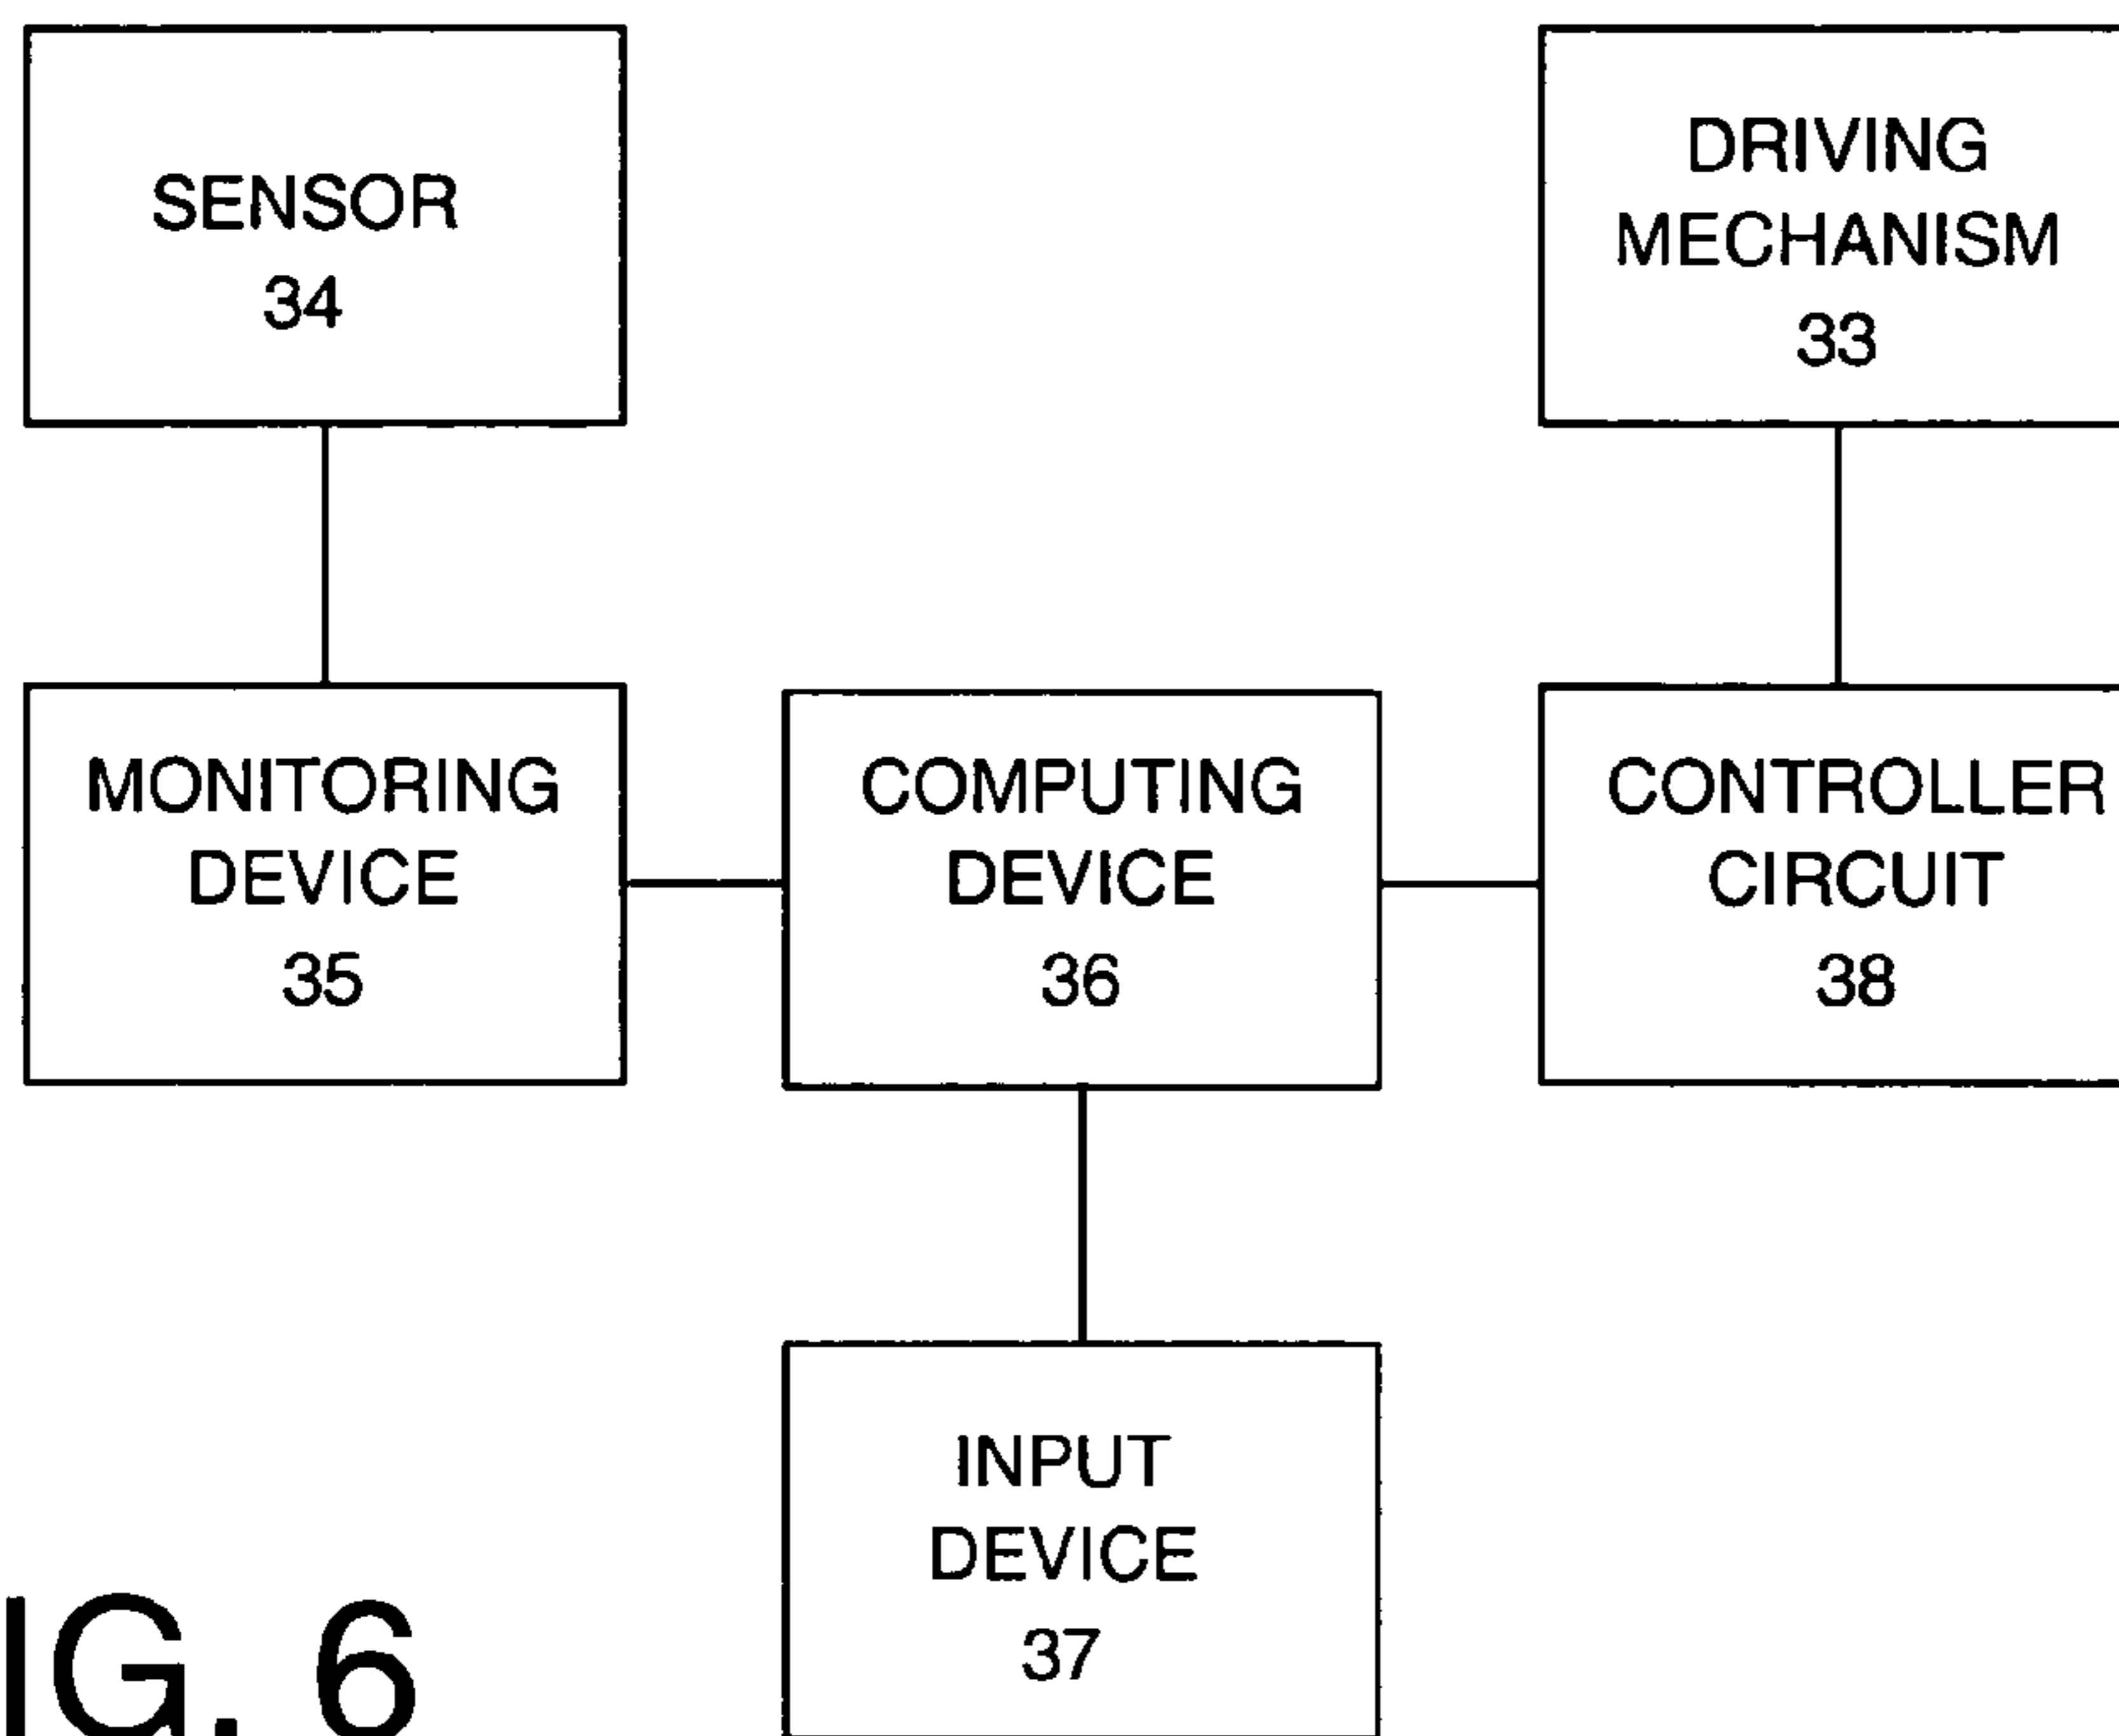 SENSOR
34
DRIVING
MECHANISM
33
MONITORING
DEVICE
35
COMPUTING
DEVICE
36
CONTROLLER
CIRCUIT
38
INPUT
DEVICE
37
IG. 6